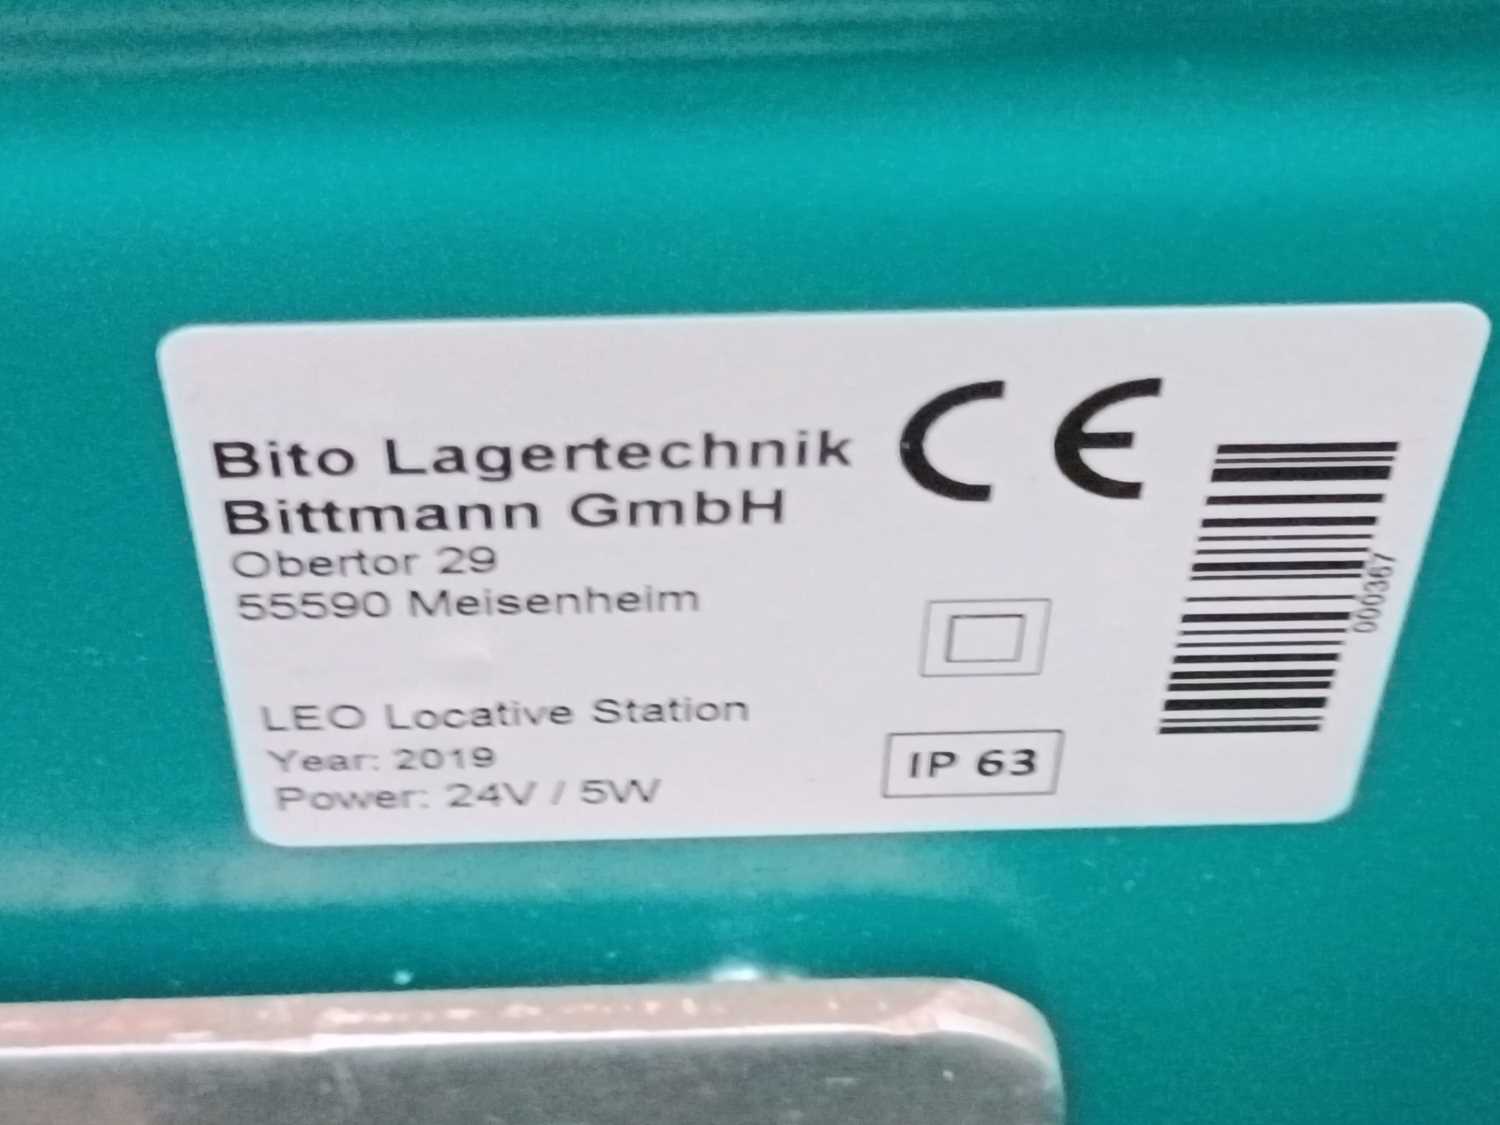 Bito Lagertechnik
Bittmann GmbH
Obertor 29
55590 Meisenheim
LEO Locative Station
Year: 2019
Power: 24V / 5W
CE
IP 63
000367